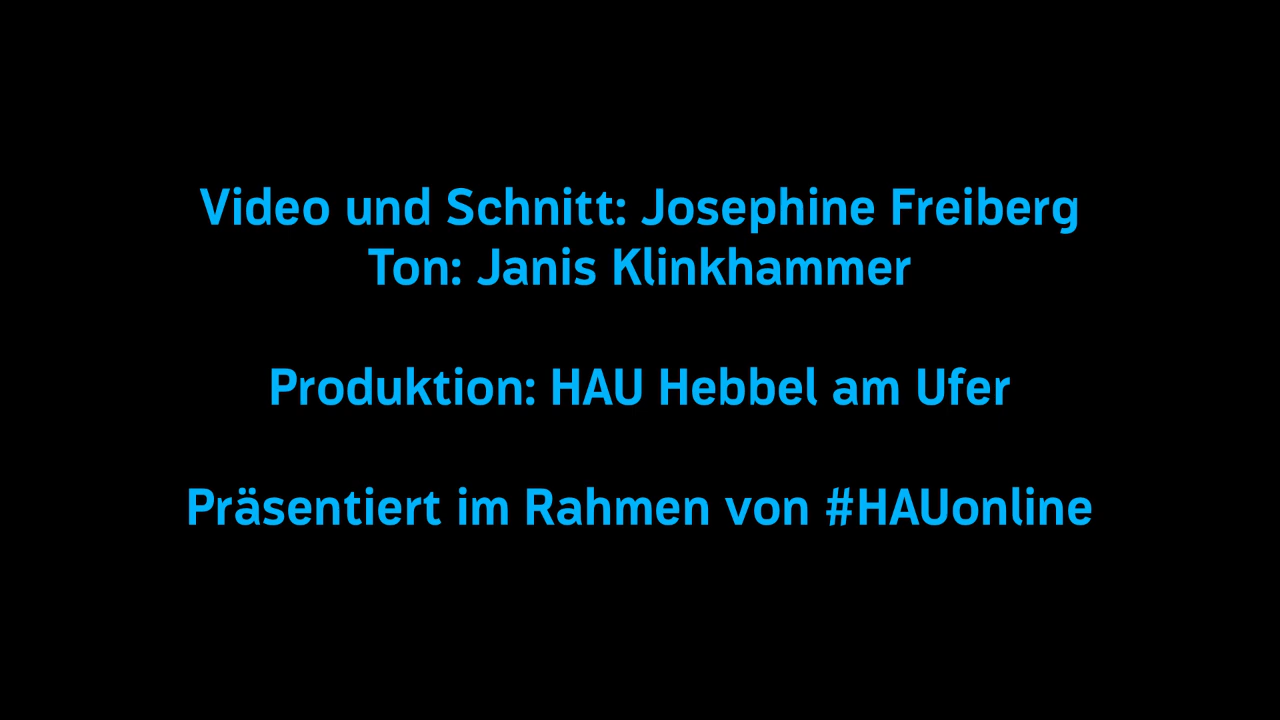 Video und Schnitt: Josephine Freiberg
Ton: Janis Klinkhammer
Produktion: HAU Hebbel am Ufer
Präsentiert im Rahmen von #HAUonline